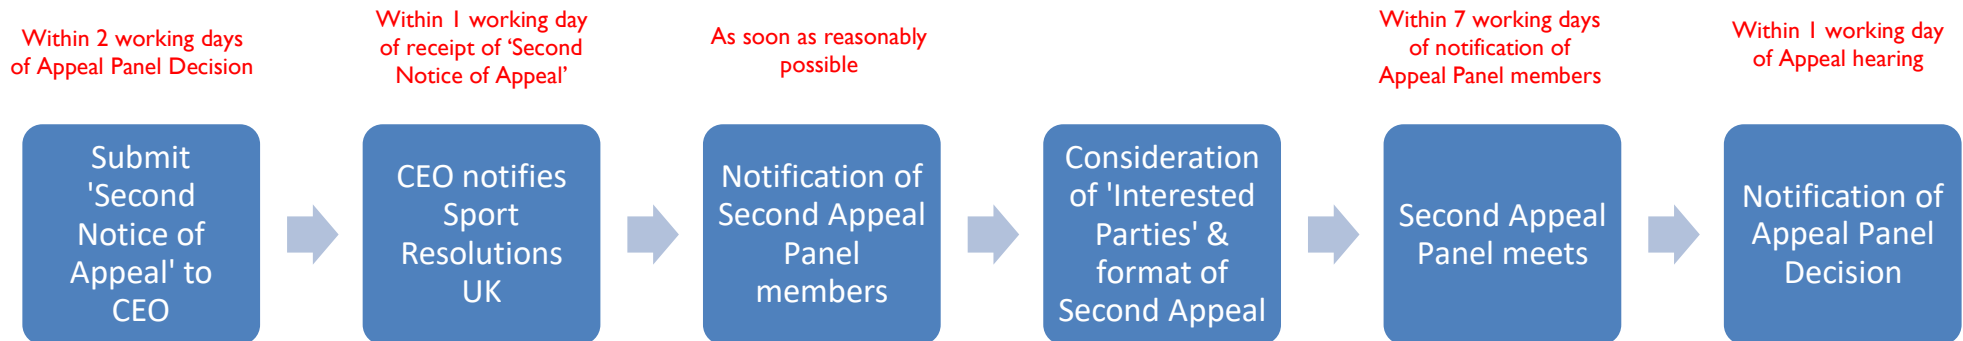 Within 2 working days
of Appeal Panel Decision
Within 1 working day
of receipt of ‘Second
Notice of Appeal’
As soon as reasonably
possible
Within 7 working days
of notification of
Appeal Panel members
Within 1 working day
of Appeal hearing
Submit
'Second
Notice of
Appeal' to
CEO
CEO notifies
Sport
Resolutions
UK
Notification of
Second Appeal
Panel
members
Consideration
of 'Interested
Parties' &
format of
Second Appeal
Second Appeal
Panel meets
Notification of
Appeal Panel
Decision